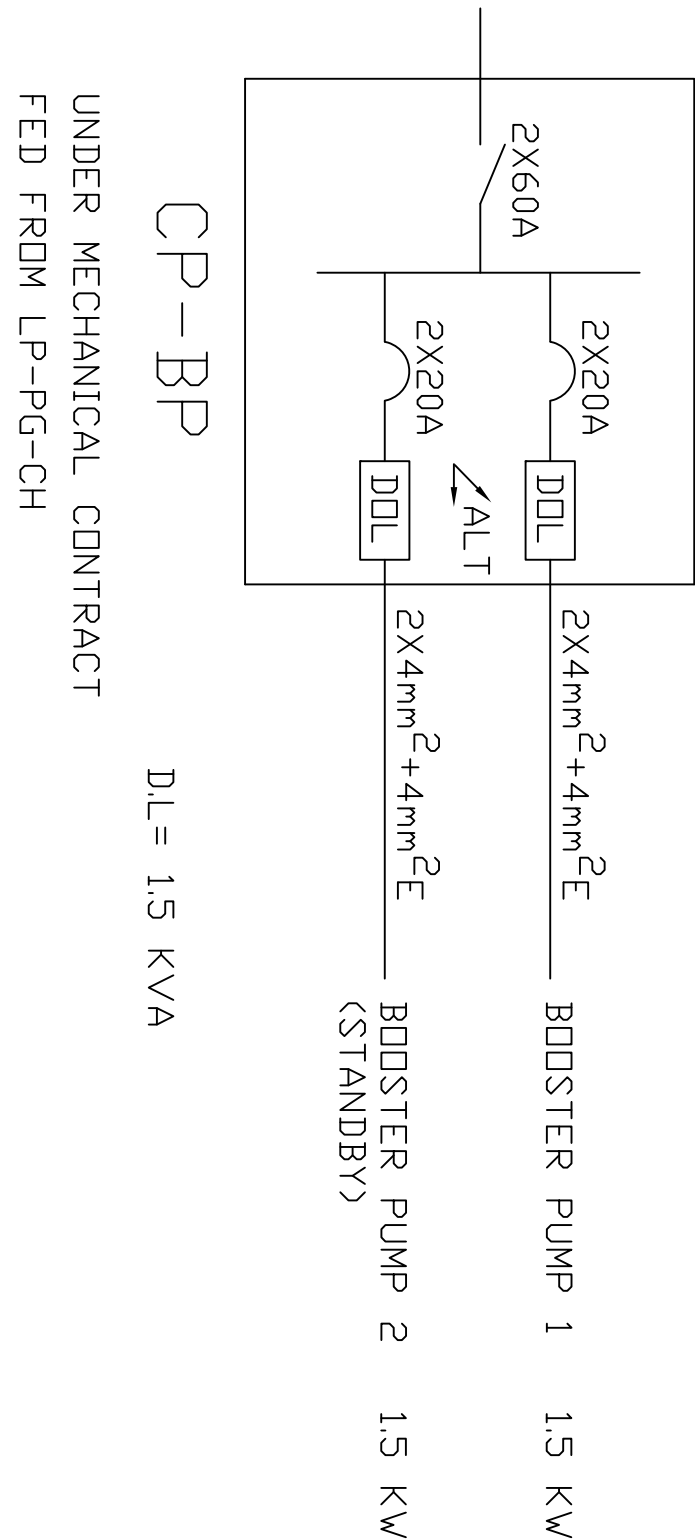 2X60A
2X20A
DOL
2X4mm²+4mm²E
BOOSTER PUMP 1 1.5 KW
ALT
2X20A
DOL
2X4mm²+4mm²E
BOOSTER PUMP 2 1.5 KW
(STANDBY)
CP-BP
D.L= 1.5 KVA
UNDER MECHANICAL CONTRACT
FED FROM LP-PG-CH